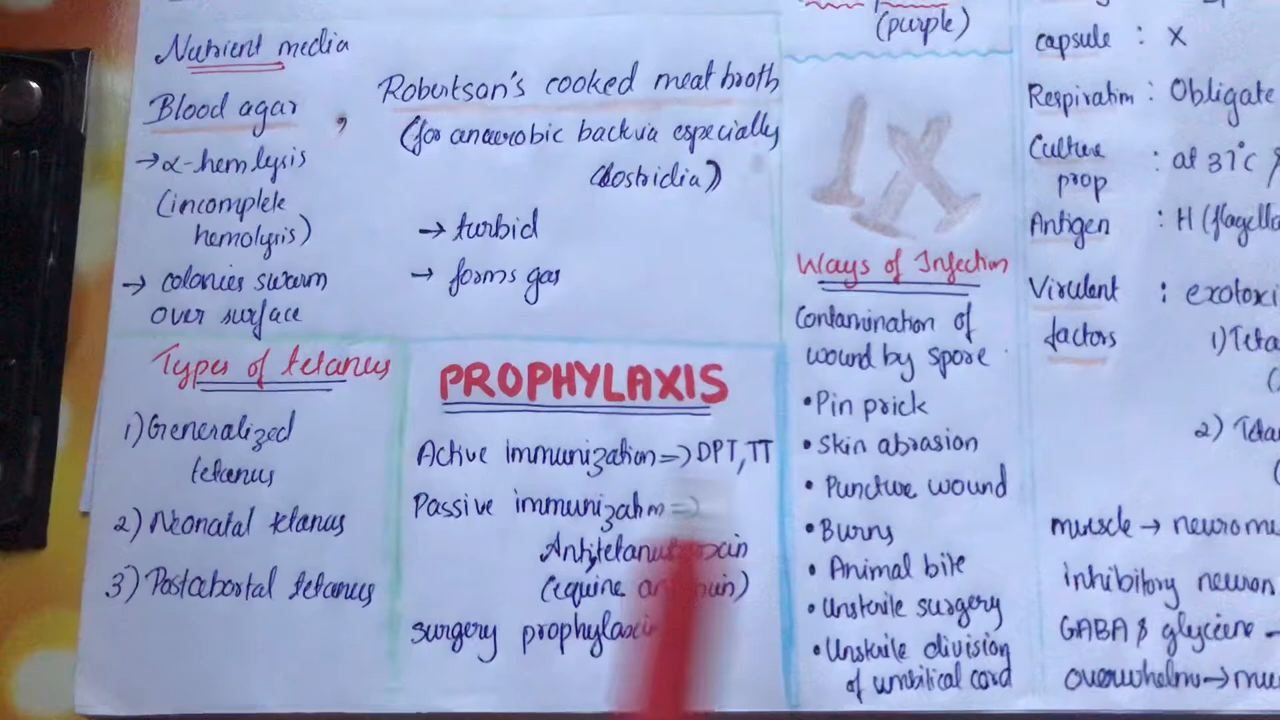 Nutrient media
Blood agar ,
→ α-hemlysis
(incomplete
hemolysis)
→ colonies swarm
over surface
Robertson's cooked meat broth
(for anaerobic bacteria especially
Clostridia)
→ turbid
→ forms gas
Types of tetanus
1) Generalized
tetanus
2) Neonatal tetanus
3) Postabortal tetanus
PROPHYLAXIS
Active immunization => DPT, TT
Passive immunization =>
(equine
surgery
(purple)
IX
Ways of Infection
Contamination of
wound by spore
• Pin prick
• Skin abrasion
• Puncture wound
• Burns
• Animal bite
• Unsterile surgery
• Unsterile division
of umbilical cord
capsule : X
Respiration : Obligate
Culture : at 37°C
prop
Antigen : H (flagella
Virulent : exotoxi
factors 1) Teta
2) Teta
muscle → neuromu
inhibitory neuron
GABA & glycine
overwhelm → mu